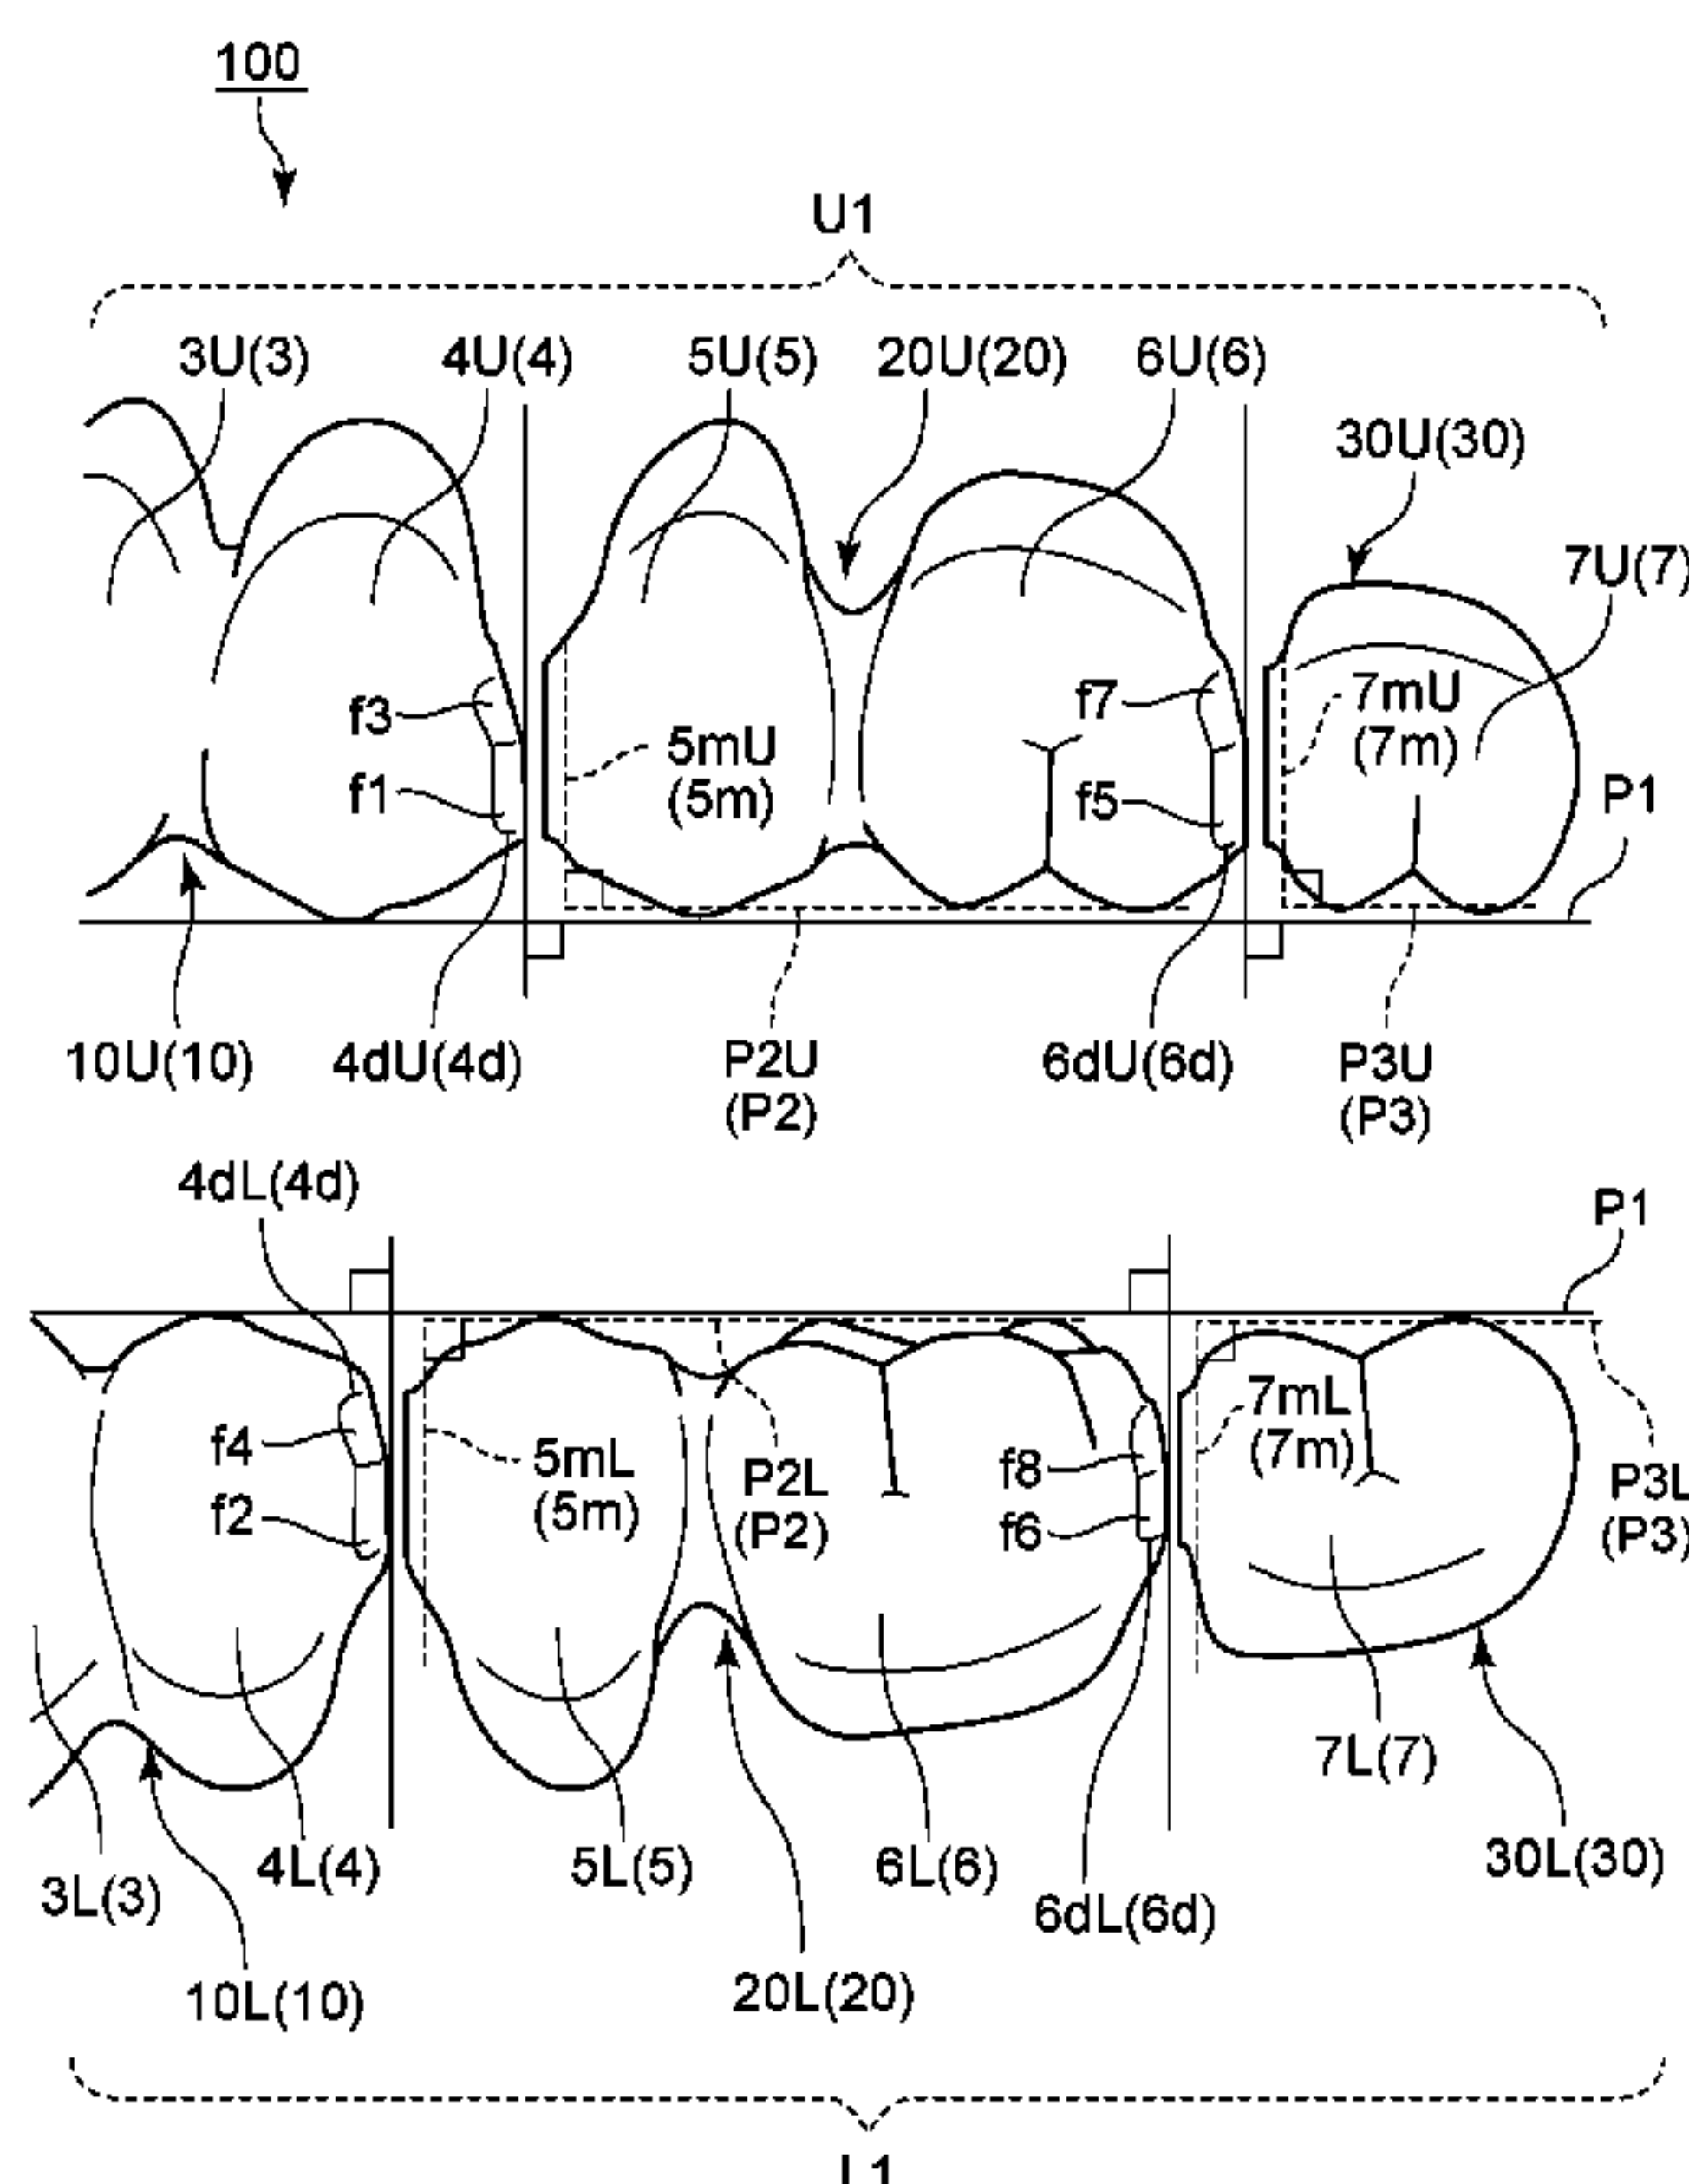 100
U1
3U(3) 4U(4) 5U(5) 20U(20) 6U(6)
30U(30)
7U(7)
f3 f7 7mU
(7m)
5mU
(5m)
f1 f5 P1
10U(10) 4dU(4d) P2U
(P2)
6dU(6d) P3U
(P3)
4dL(4d) P1
f4 5mL
(5m)
P2L
(P2)
f8 7mL
(7m)
P3L
(P3)
f2 f6
7L(7)
3L(3) 4L(4) 5L(5) 6L(6) 30L(30)
6dL(6d)
10L(10) 20L(20)
L1